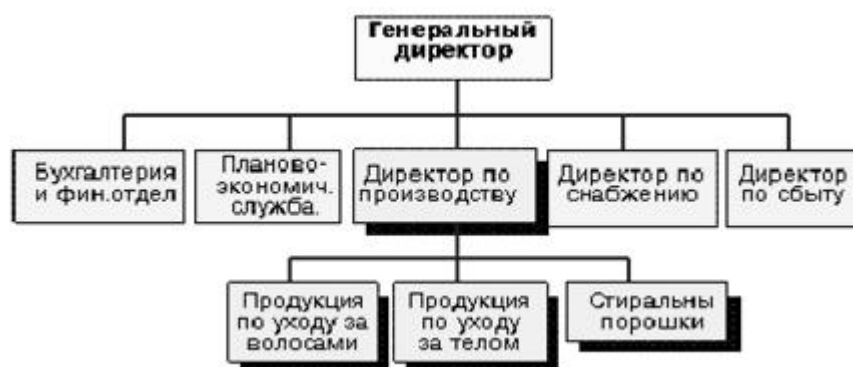 Генеральный
директор
Бухгалтерия
и фин.отдел
Планово-
экономич.
служба.
Директор по
производству
Директор по
снабжению
Директор
по сбыту
Продукция
по уходу за
волосами
Продукция
по уходу
за телом
Стиральны
порошки